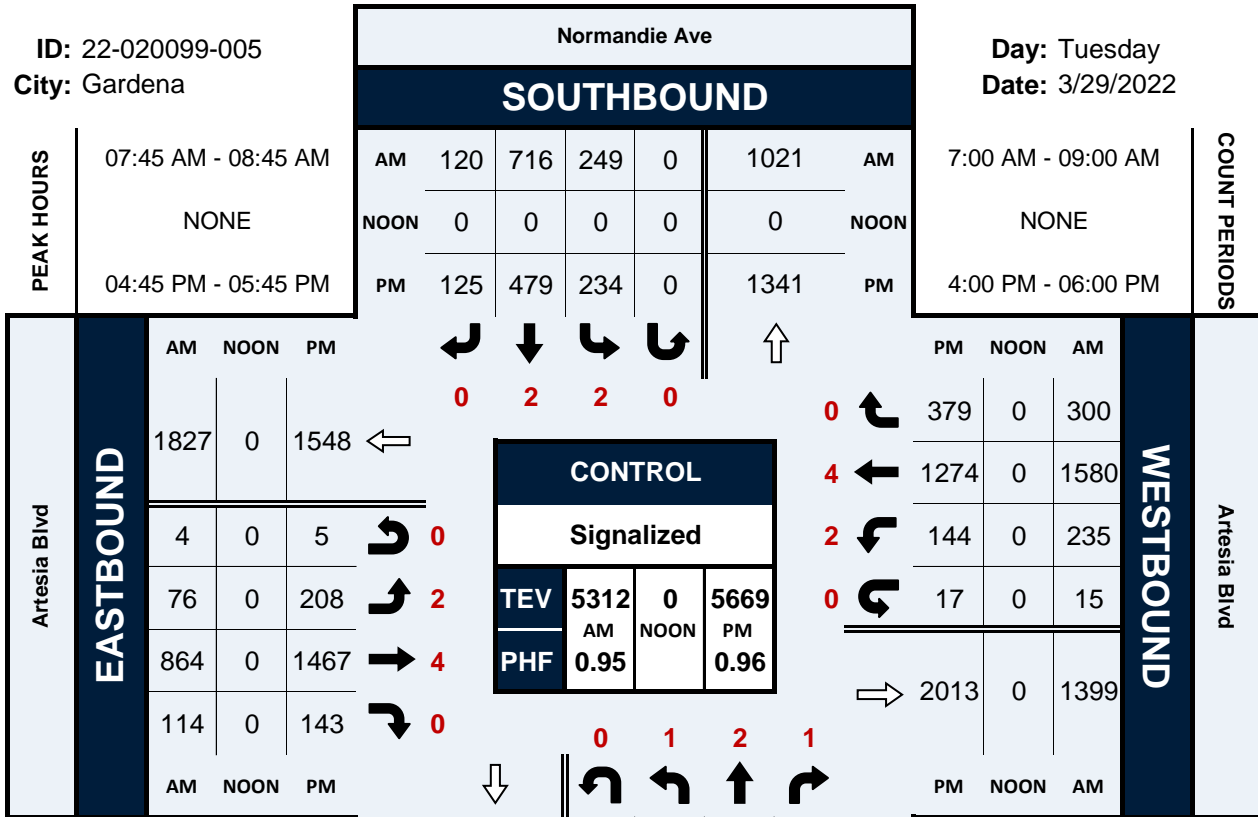 ID: 22-020099-005
City: Gardena
Normandie Ave
SOUTHBOUND
Day: Tuesday
Date: 3/29/2022
PEAK HOURS
07:45 AM - 08:45 AM
NONE
04:45 PM - 05:45 PM
AM 120 716 249 0 1021 AM
NOON 0 0 0 0 0 NOON
PM 125 479 234 0 1341 PM
7:00 AM - 09:00 AM
NONE
4:00 PM - 06:00 PM
COUNT PERIODS
0 2 2 0
Artesia Blvd
EASTBOUND
AM NOON PM
1827 0 1548
4 0 5 0
76 0 208 2
864 0 1467 4
114 0 143 0
AM NOON PM
CONTROL
Signalized
TEV 5312 0 5669
AM NOON PM
PHF 0.95 0.96
PM NOON AM
0 379 0 300
4 1274 0 1580
2 144 0 235
0 17 0 15
2013 0 1399
PM NOON AM
WESTBOUND
Artesia Blvd
0 1 2 1